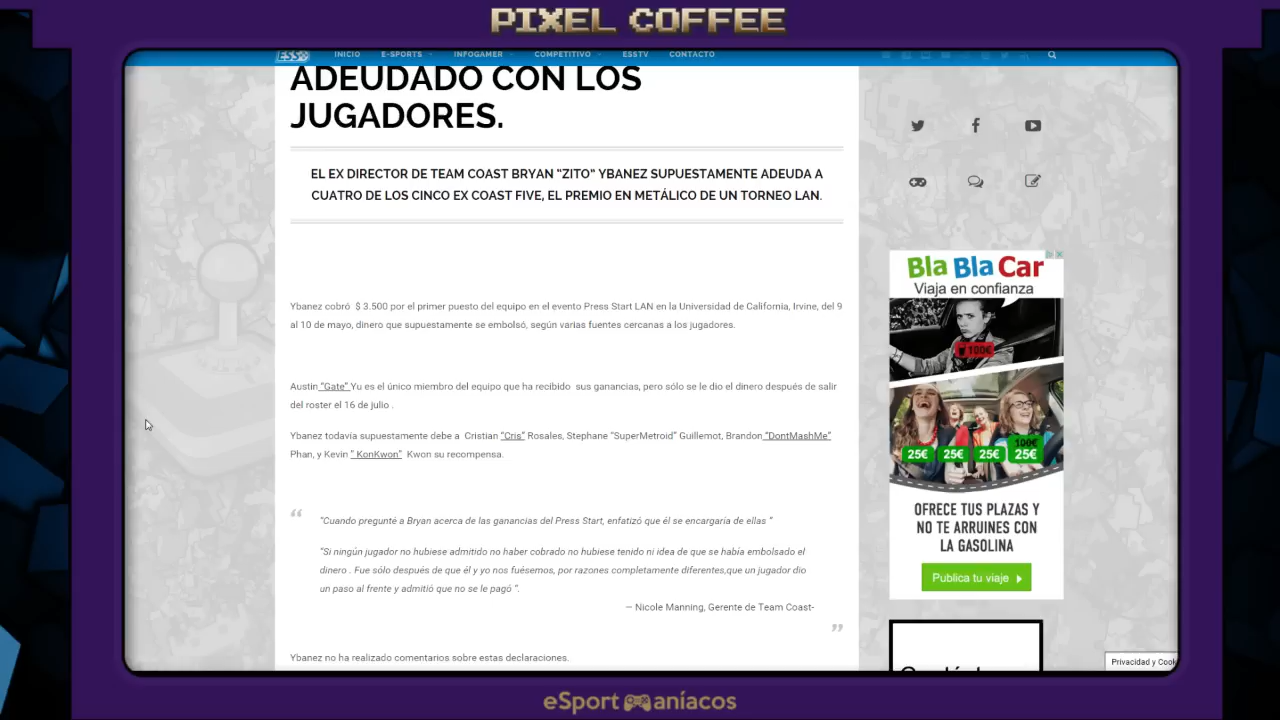 PIXEL COFFEE
ESS
INICIO
E-SPORTS
INFOGAMER
COMPETITIVO
ESSTV
CONTACTO
ADEUDADO CON LOS
JUGADORES.
EL EX DIRECTOR DE TEAM COAST BRYAN “ZITO” YBANEZ SUPUESTAMENTE ADEUDA A
CUATRO DE LOS CINCO EX COAST FIVE, EL PREMIO EN METÁLICO DE UN TORNEO LAN.
Ybanez cobró $ 3.500 por el primer puesto del equipo en el evento Press Start LAN en la Universidad de California, Irvine, del 9
al 10 de mayo, dinero que supuestamente se embolsó, según varias fuentes cercanas a los jugadores.
Austin “Gate” Yu es el único miembro del equipo que ha recibido sus ganancias, pero sólo se le dio el dinero después de salir
del roster el 16 de julio .
Ybanez todavía supuestamente debe a Cristian “Cris” Rosales, Stephane “SuperMetroid” Guillemot, Brandon “DontMashMe”
Phan, y Kevin ” KonKwon” Kwon su recompensa.
“Cuando pregunté a Bryan acerca de las ganancias del Press Start, enfatizó que él se encargaría de ellas ”
“Si ningún jugador no hubiese admitido no haber cobrado no hubiese tenido ni idea de que se había embolsado el
dinero . Fue sólo después de que él y yo nos fuésemos, por razones completamente diferentes,que un jugador dio
un paso al frente y admitió que no se le pagó “.
— Nicole Manning, Gerente de Team Coast-
Ybanez no ha realizado comentarios sobre estas declaraciones.
Bla Bla Car
Viaja en confianza
100€
100€
25€
25€
25€
25€
OFRECE TUS PLAZAS Y
NO TE ARRUINES CON
LA GASOLINA
Publica tu viaje
Privacidad y Cook
eSport maníacos